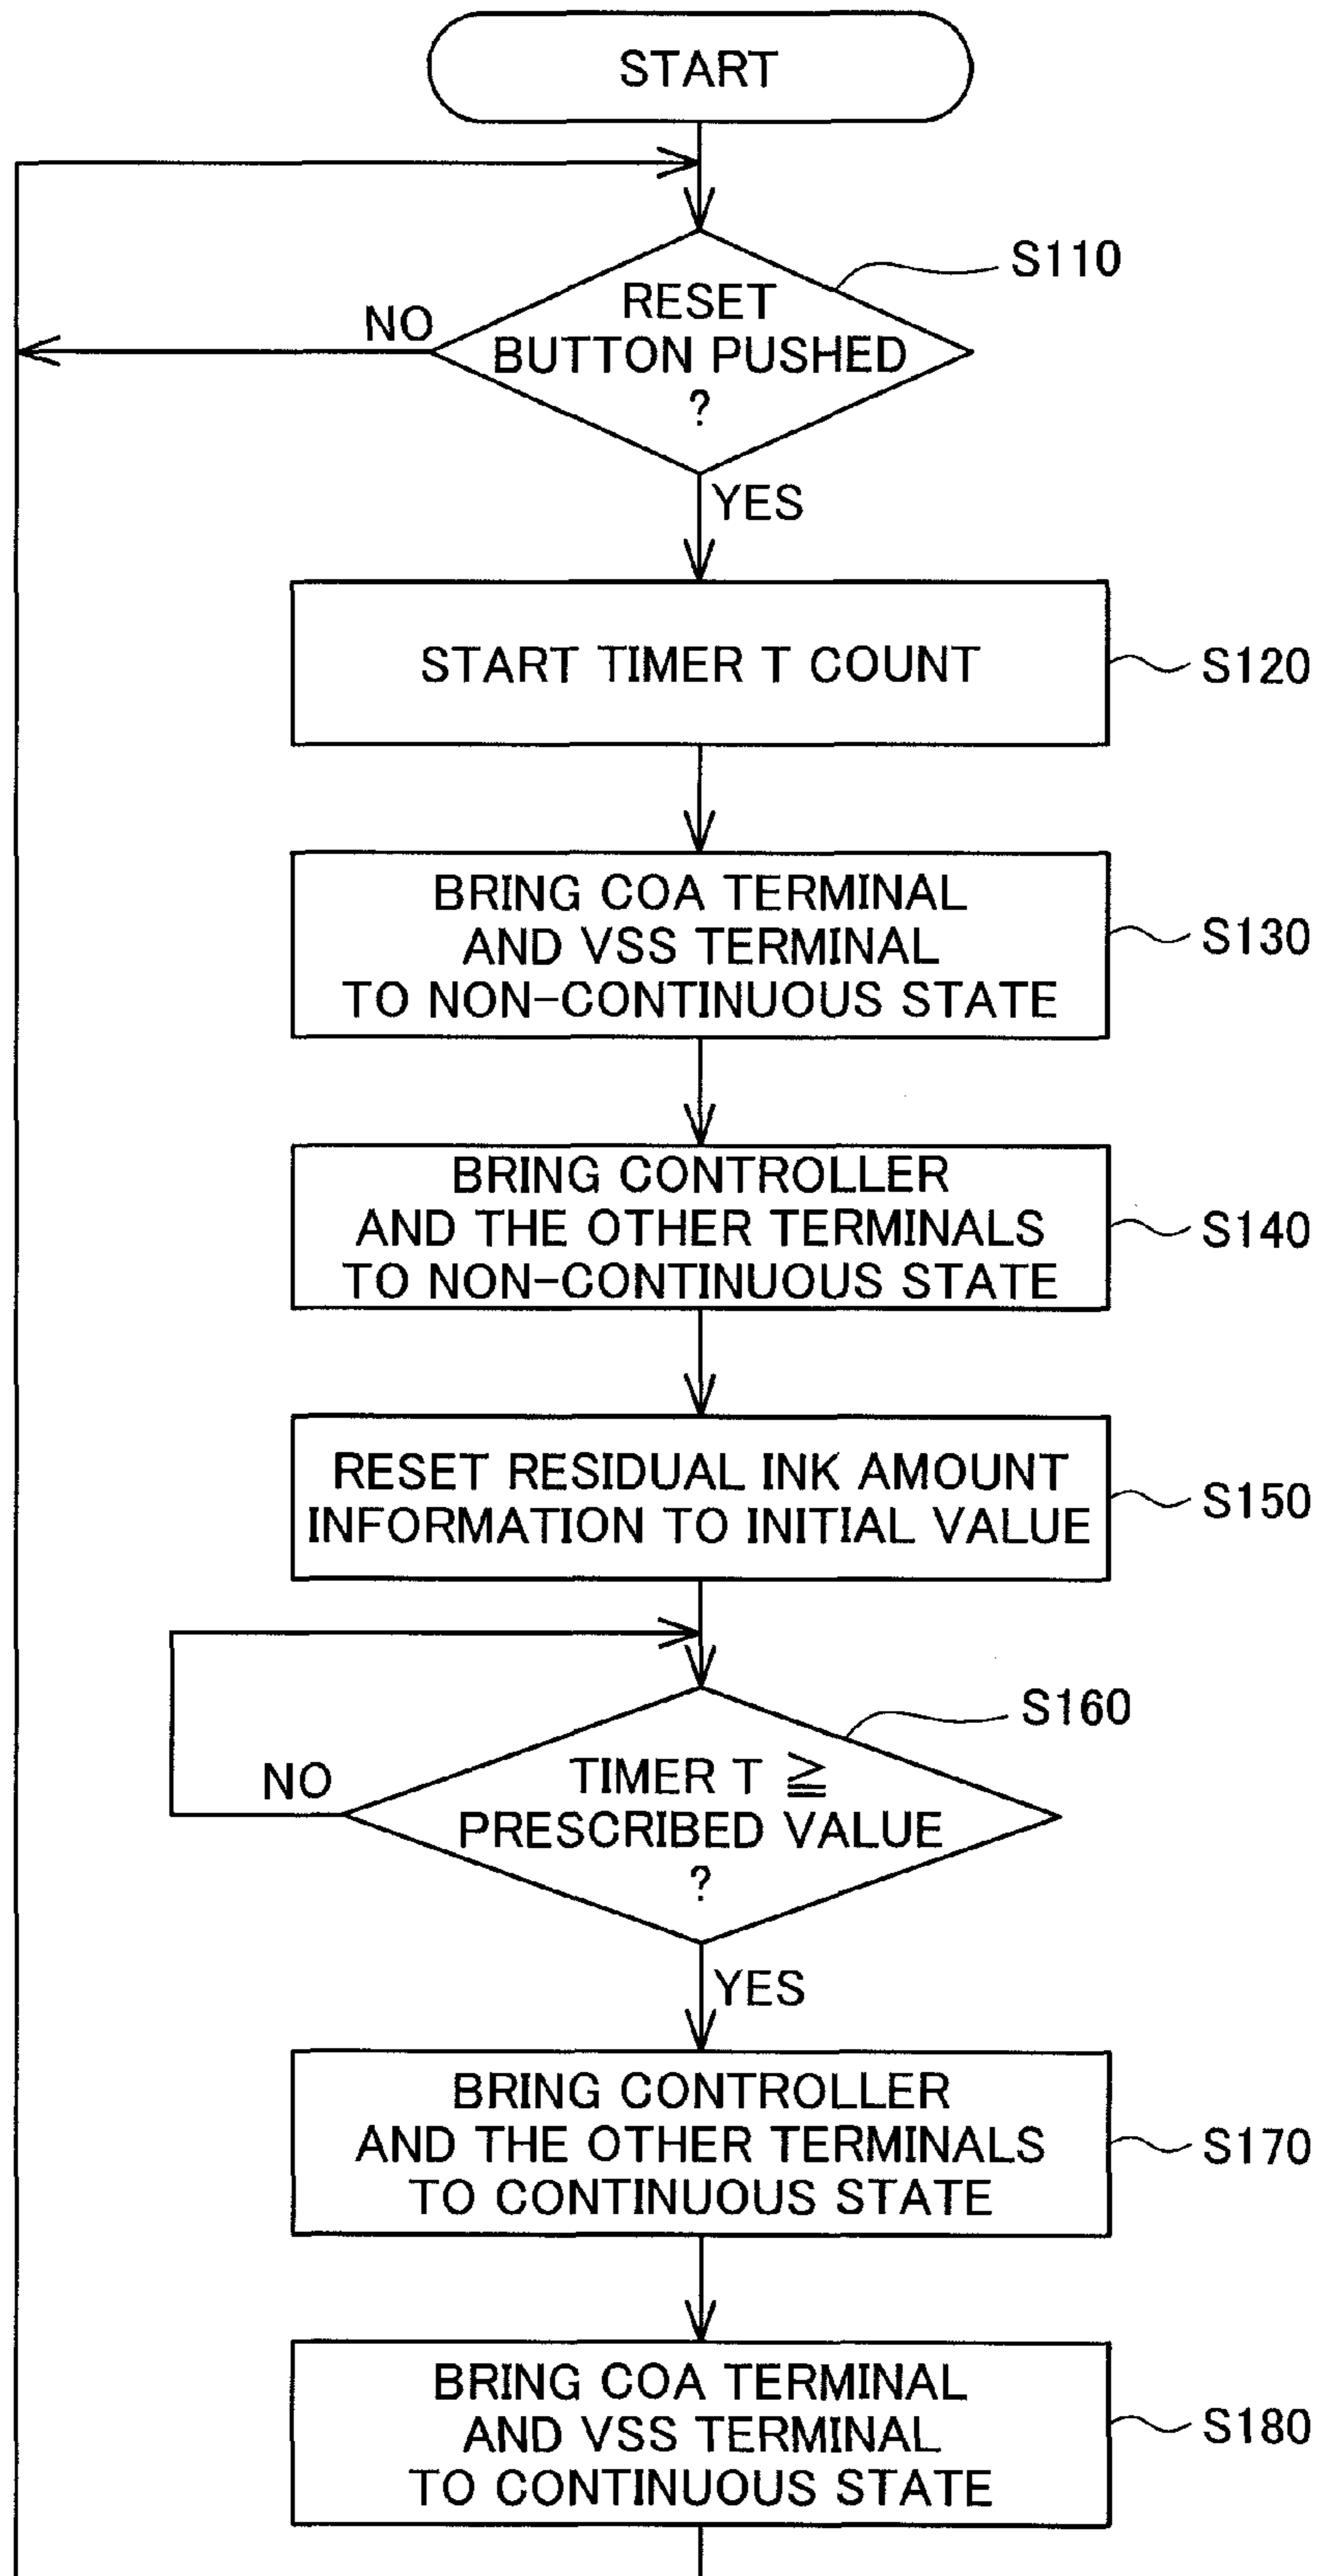 START
S110
RESET
NO
BUTTON PUSHED
?
YES
START TIMER T COUNT
S120
BRING COA TERMINAL
AND VSS TERMINAL
TO NON-CONTINUOUS STATE
S130
BRING CONTROLLER
AND THE OTHER TERMINALS
TO NON-CONTINUOUS STATE
S140
RESET RESIDUAL INK AMOUNT
INFORMATION TO INITIAL VALUE
S150
S160
NO
TIMER T ≧
PRESCRIBED VALUE
?
YES
BRING CONTROLLER
AND THE OTHER TERMINALS
TO CONTINUOUS STATE
S170
BRING COA TERMINAL
AND VSS TERMINAL
TO CONTINUOUS STATE
S180